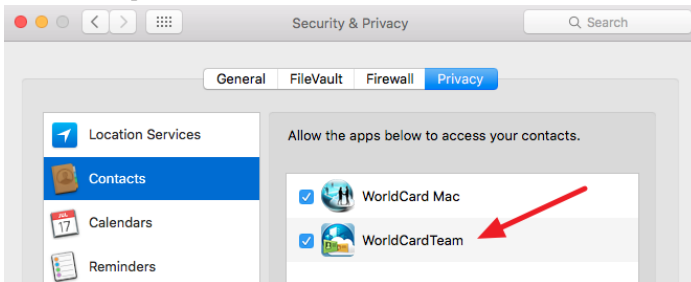 Security & Privacy
Search
General FileVault Firewall Privacy
Location Services
Allow the apps below to access your contacts.
Contacts
WorldCard Mac
JUL
17
Calendars
WorldCardTeam
Reminders